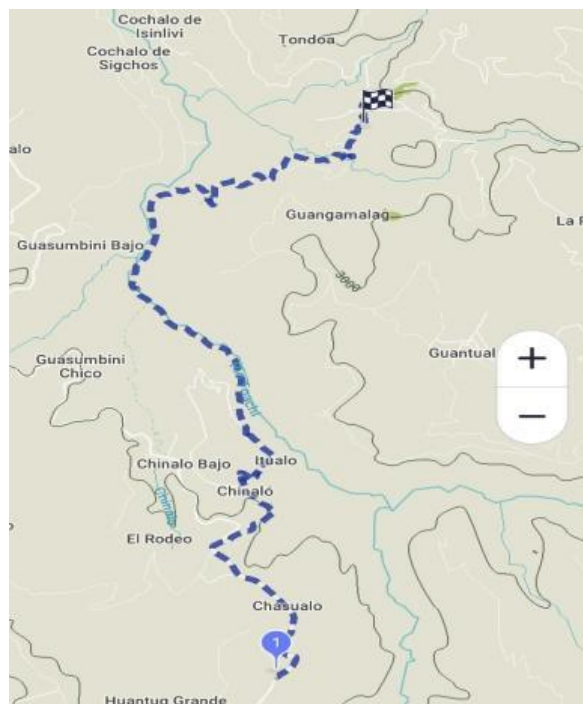 Cochalo de
Isinlivi
Tondoa
Cochalo de
Sigchos
alo
Guangamalag
La P
Guasumbini Bajo
3000
Guantual
Guasumbini
Chico
+
−
Chinalo Bajo
Itualo
Chinaló
El Rodeo
Chasualo
1
Huantug Grande